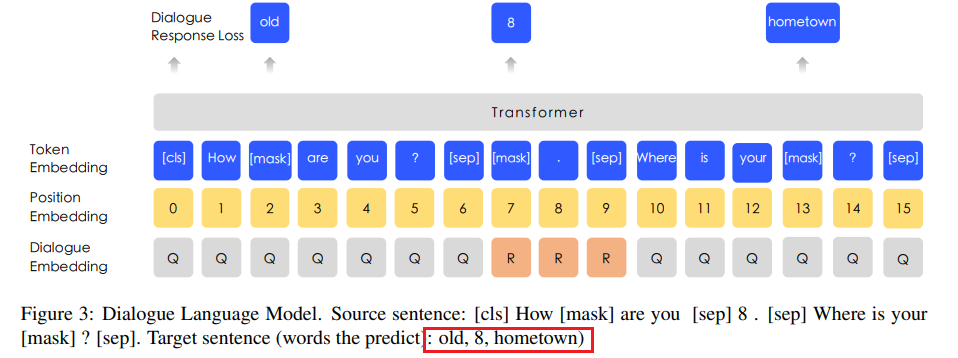 Dialogue
Response Loss
old
8
hometown
Transformer
Token
Embedding
[cls] How [mask] are you ? [sep] [mask] . [sep] Where is your [mask] ? [sep]
Position
Embedding
0 1 2 3 4 5 6 7 8 9 10 11 12 13 14 15
Dialogue
Embedding
Q Q Q Q Q Q Q R R R Q Q Q Q Q Q
Figure 3: Dialogue Language Model. Source sentence: [cls] How [mask] are you [sep] 8 . [sep] Where is your
[mask] ? [sep]. Target sentence (words the predict): old, 8, hometown)